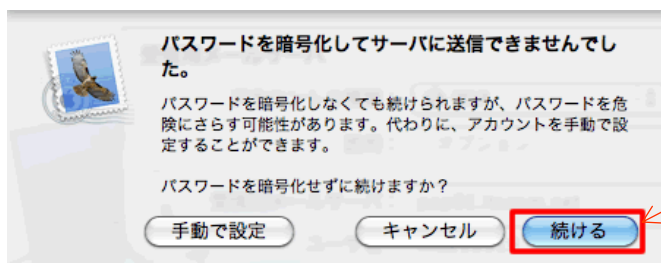 パスワードを暗号化してサーバに送信できませんでし
た。
パスワードを暗号化しなくても続けられますが、パスワードを危
険にさらす可能性があります。代わりに、アカウントを手動で設
定することができます。
パスワードを暗号化せずに続けますか？
手動で設定 キャンセル 続ける